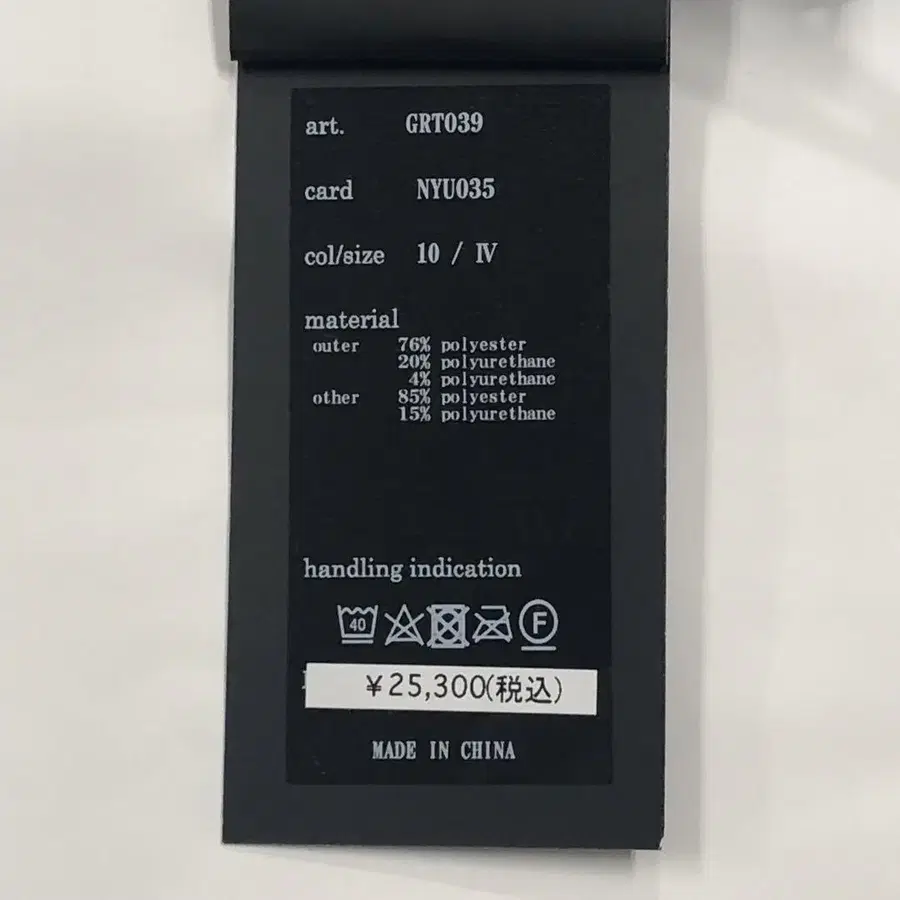 art. GRT039
card NYU035
col/size 10 / Ⅳ
material
outer 76% polyester
20% polyurethane
4% polyurethane
other 85% polyester
15% polyurethane
handling indication
40 F
¥25,300(税込)
MADE IN CHINA